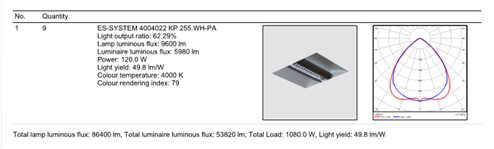 No. Quantity
1 9 ES-SYSTEM 4004022 KP 255.WH-PA
Light output ratio: 62.29%
Lamp luminous flux: 9600 lm
Luminaire luminous flux: 5980 lm
Power: 120.0 W
Light yield: 49.8 lm/W
Colour temperature: 4000 K
Colour rendering index: 79
Total lamp luminous flux: 86400 lm, Total luminaire luminous flux: 53820 lm, Total Load: 1080.0 W, Light yield: 49.8 lm/W